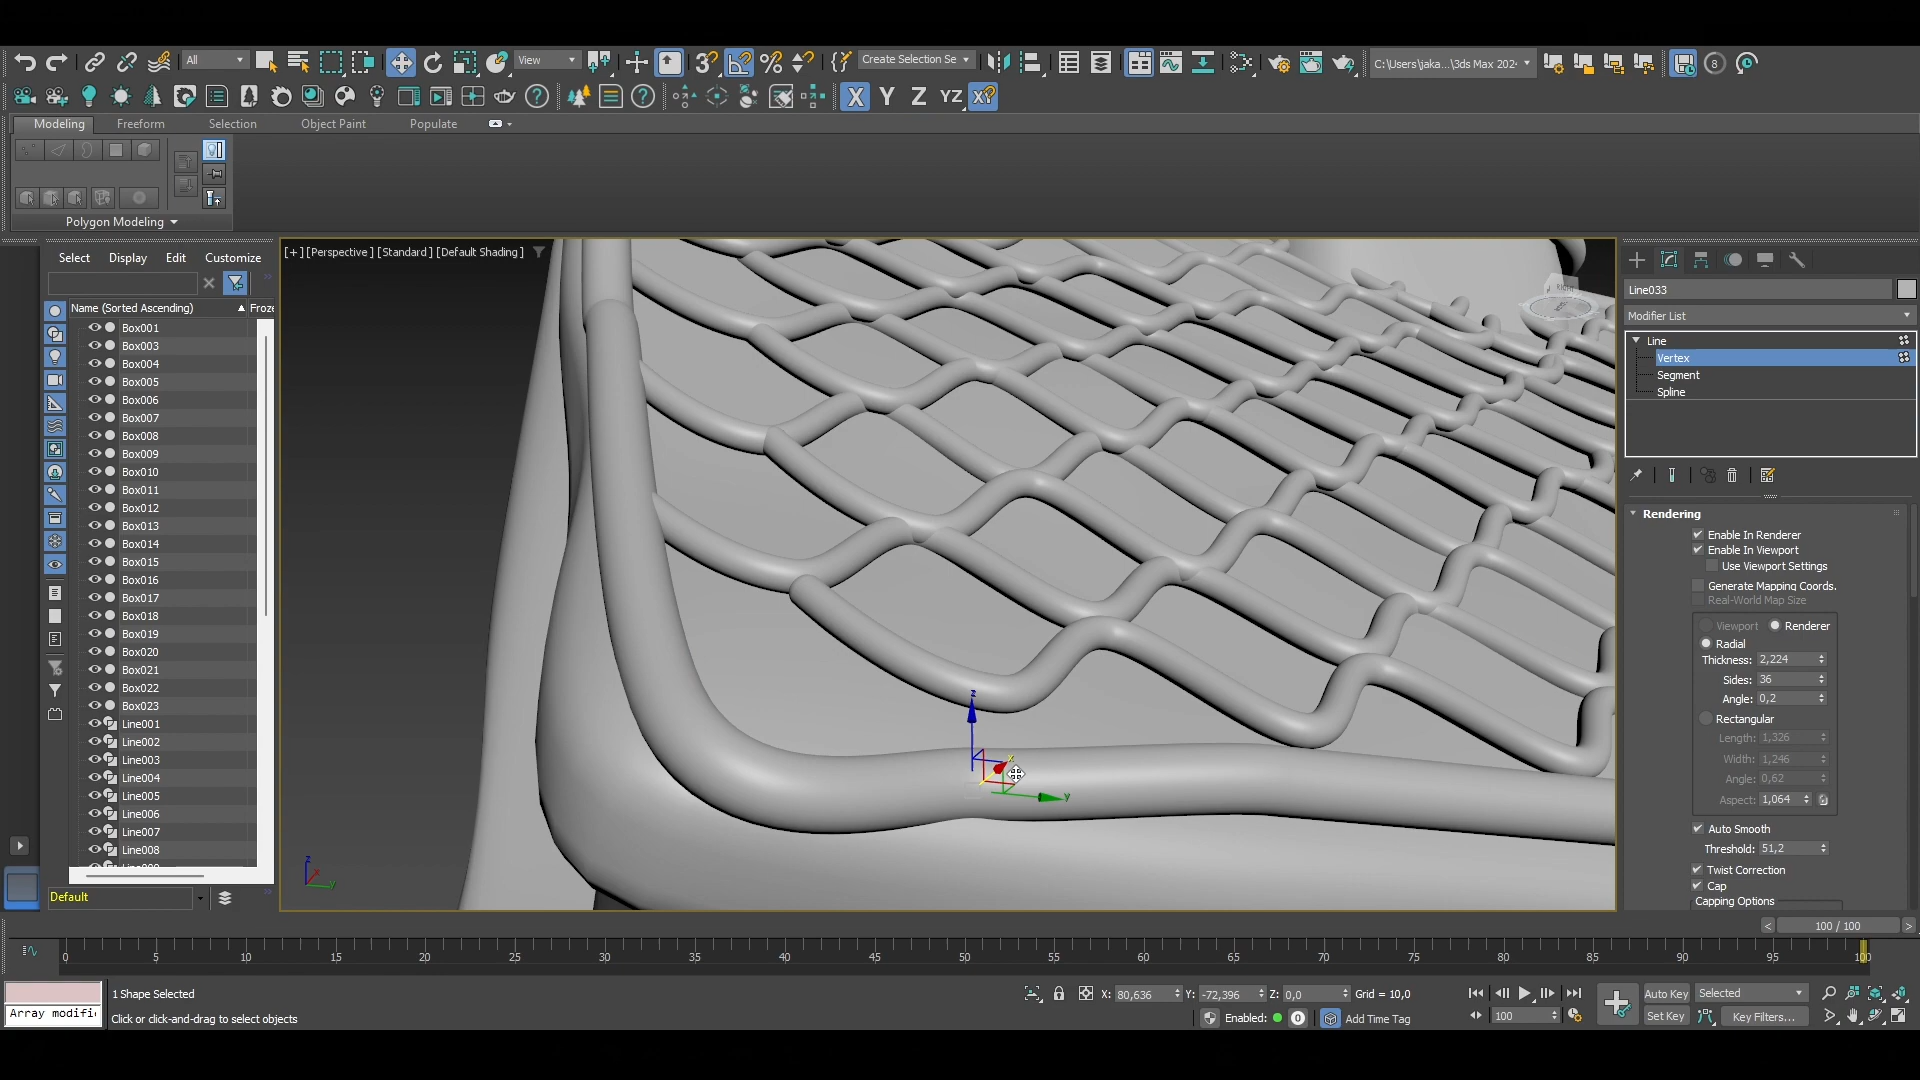 All
View
3
Create Selection Se
C:\Users\jaka...\3ds Max 202
8
X Y Z YZ XY
Modeling Freeform Selection Object Paint Populate
Polygon Modeling
Select Display Edit Customize
Name (Sorted Ascending) Froze
Box001
Box003
Box004
Box005
Box006
Box007
Box008
Box009
Box010
Box011
Box012
Box013
Box014
Box015
Box016
Box017
Box018
Box019
Box020
Box021
Box022
Box023
Line001
Line002
Line003
Line004
Line005
Line006
Line007
Line008
Default
[+] [Perspective ] [Standard ] [Default Shading ]
z
x
y
z
y
Line033
Modifier List
Line
Vertex
Segment
Spline
Rendering
Enable In Renderer
Enable In Viewport
Use Viewport Settings
Generate Mapping Coords.
Real-World Map Size
Viewport Renderer
Radial
Thickness: 2,224
Sides: 36
Angle: 0,2
Rectangular
Length: 1,326
Width: 1,246
Angle: 0,62
Aspect: 1,064
Auto Smooth
Threshold: 51,2
Twist Correction
Cap
Capping Options
< 100 / 100 >
0 5 10 15 20 25 30 35 40 45 50 55 60 65 70 75 80 85 90 95 100
1 Shape Selected
X: 80,636 Y: -72,396 Z: 0,0 Grid = 10,0
Auto Key Selected
Array modifi
Click or click-and-drag to select objects
Enabled: 0 Add Time Tag
100
Set Key Key Filters...